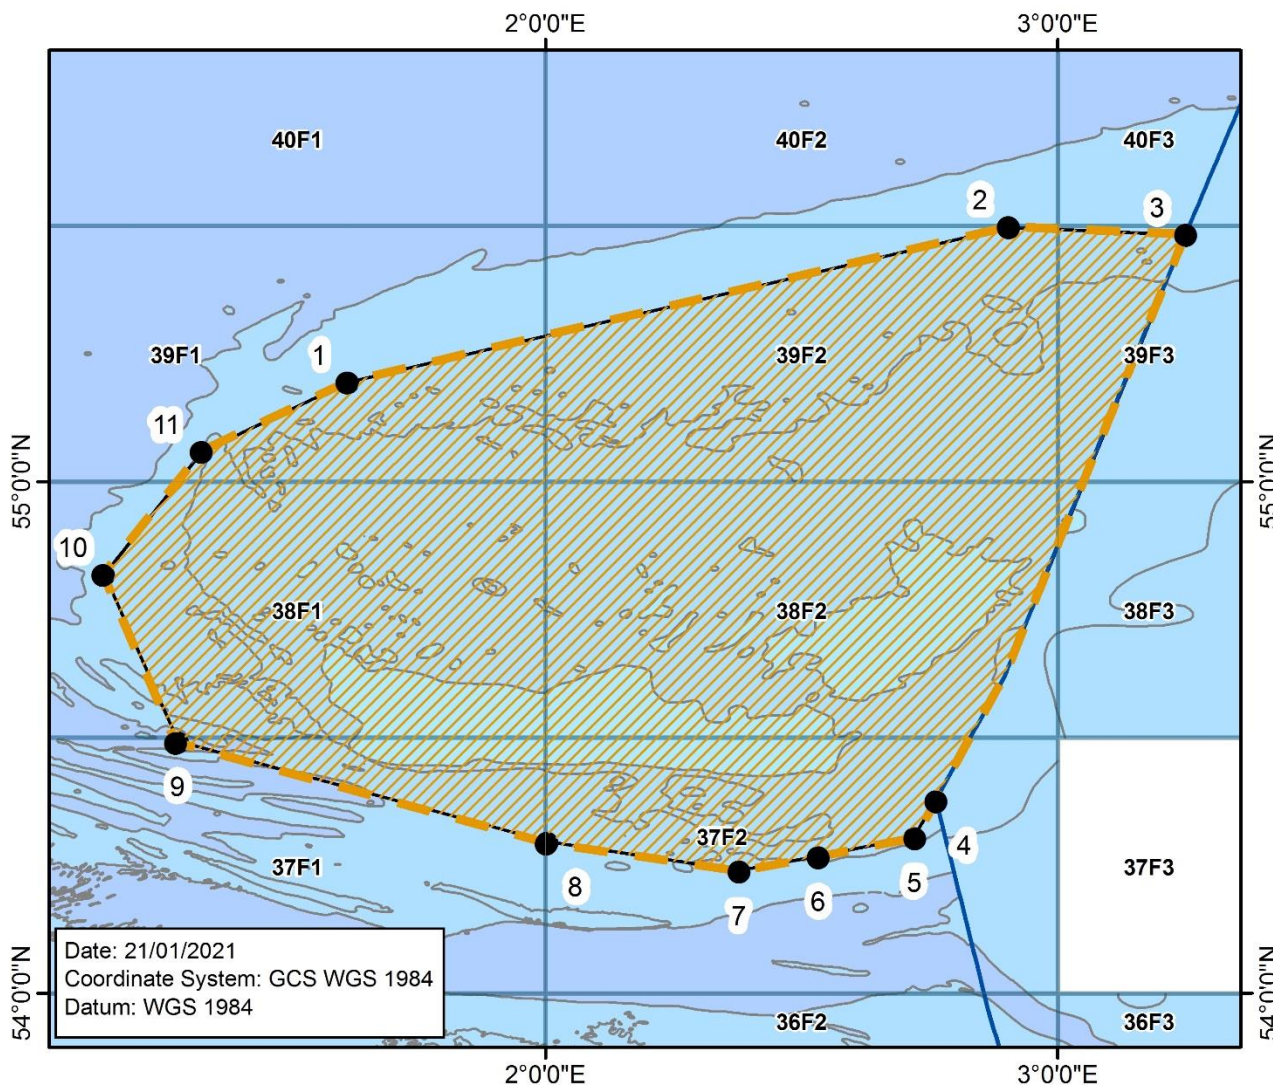 2°0'0"E
3°0'0"E
40F1
40F2
40F3
2
3
39F1
1
39F2
39F3
11
55°0'0"N
55°0'0"N
10
38F1
38F2
38F3
9
37F1
8
37F2
7
6
5
4
37F3
Date: 21/01/2021
Coordinate System: GCS WGS 1984
Datum: WGS 1984
54°0'0"N
54°0'0"N
36F2
36F3
2°0'0"E
3°0'0"E